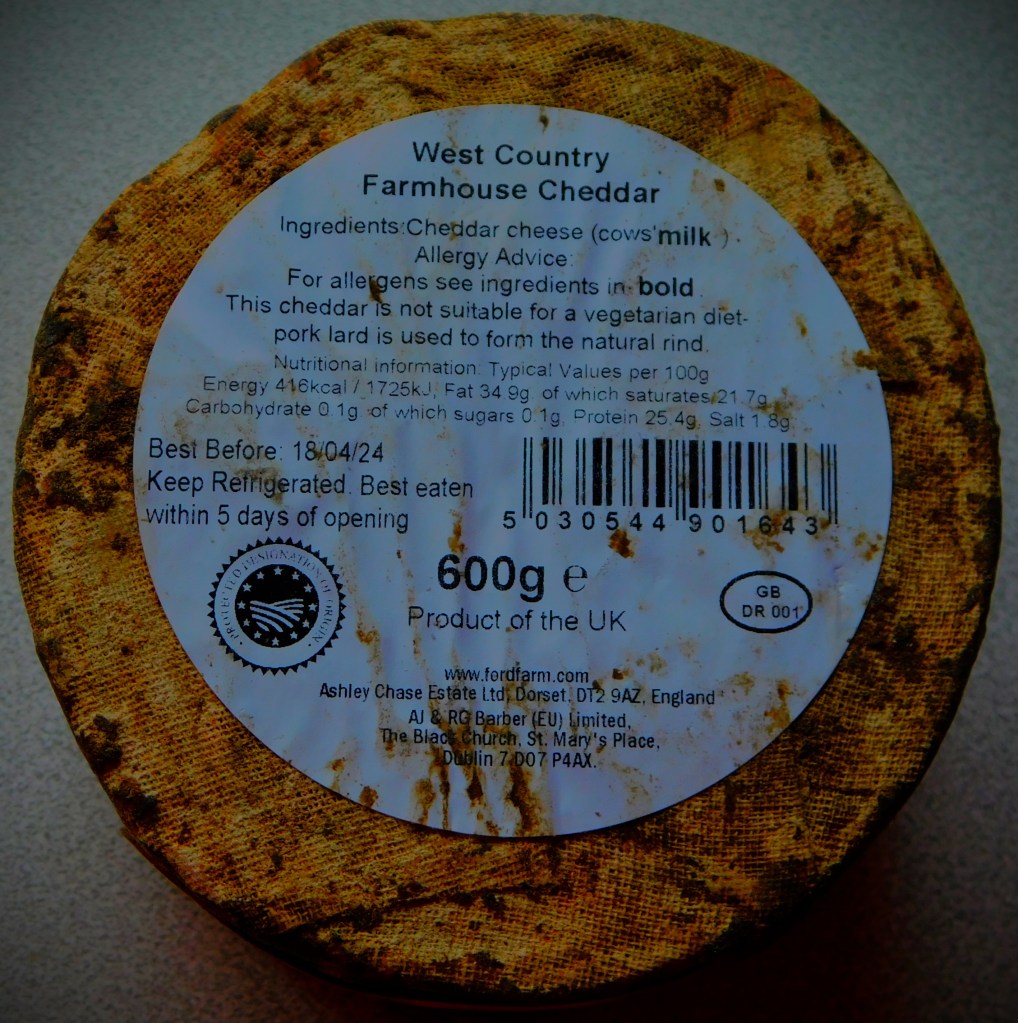 West Country
Farmhouse Cheddar
Ingredients:Cheddar cheese (cows'milk ).
Allergy Advice:
For allergens see ingredients in bold
This cheddar is not suitable for a vegetarian diet-
pork lard is used to form the natural rind.
Nutritional information: Typical Values per 100g
Energy 416kcal / 1725kJ, Fat 34.9g of which saturates 21.7g
Carbohydrate 0.1g of which sugars 0.1g, Protein 25.4g, Salt 1.8g
Best Before: 18/04/24
Keep Refrigerated. Best eaten
within 5 days of opening
5 030544 901643
PROTECTED DESIGNATION OF ORIGIN
600g ℮
Product of the UK
GB
DR 001
www.fordfarm.com
Ashley Chase Estate Ltd, Dorset, DT2 9AZ, England
AJ & RG Barber (EU) Limited,
The Black Church, St. Mary's Place,
Dublin 7 D07 P4AX.